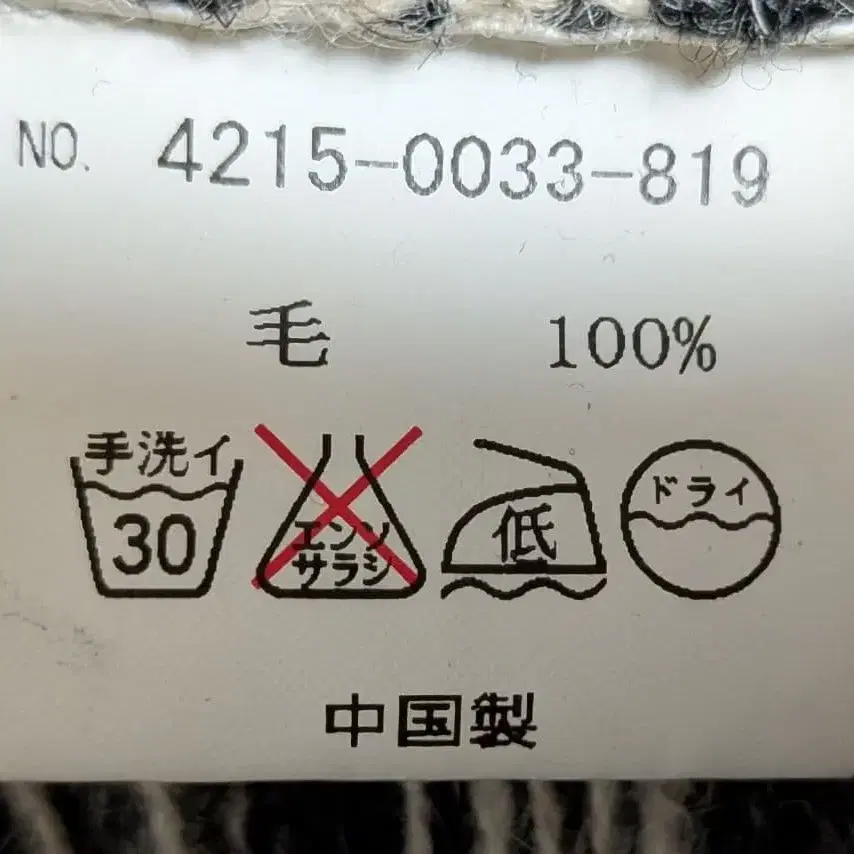 NO. 4215-0033-819
毛 100%
手洗イ
30
エンソ
サラシ
低
ドライ
中国製